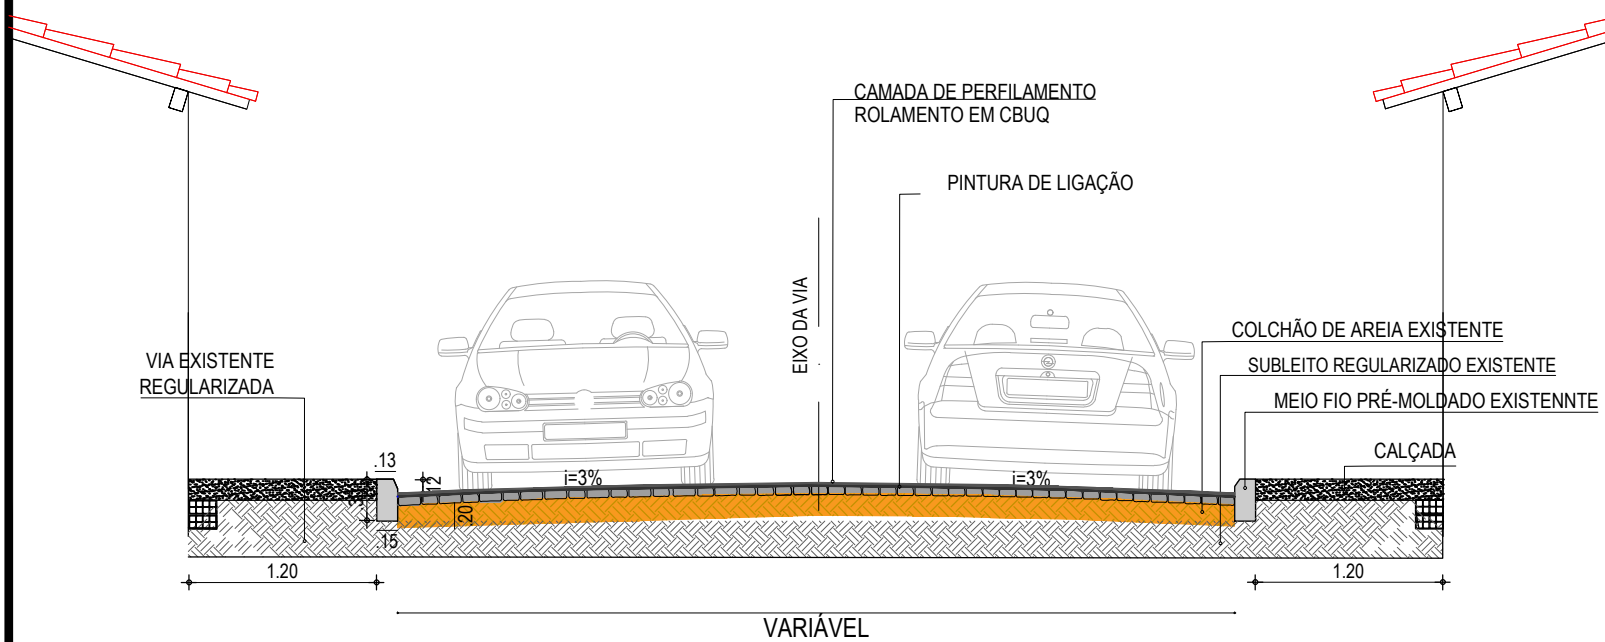 CAMADA DE PERFILAMENTO
ROLAMENTO EM CBUQ
PINTURA DE LIGAÇÃO
EIXO DA VIA
COLCHÃO DE AREIA EXISTENTE
VIA EXISTENTE
REGULARIZADA
SUBLEITO REGULARIZADO EXISTENTE
MEIO FIO PRÉ-MOLDADO EXISTENNTE
CALÇADA
.13
.12
i=3%
i=3%
.20
.15
1.20
1.20
VARIÁVEL